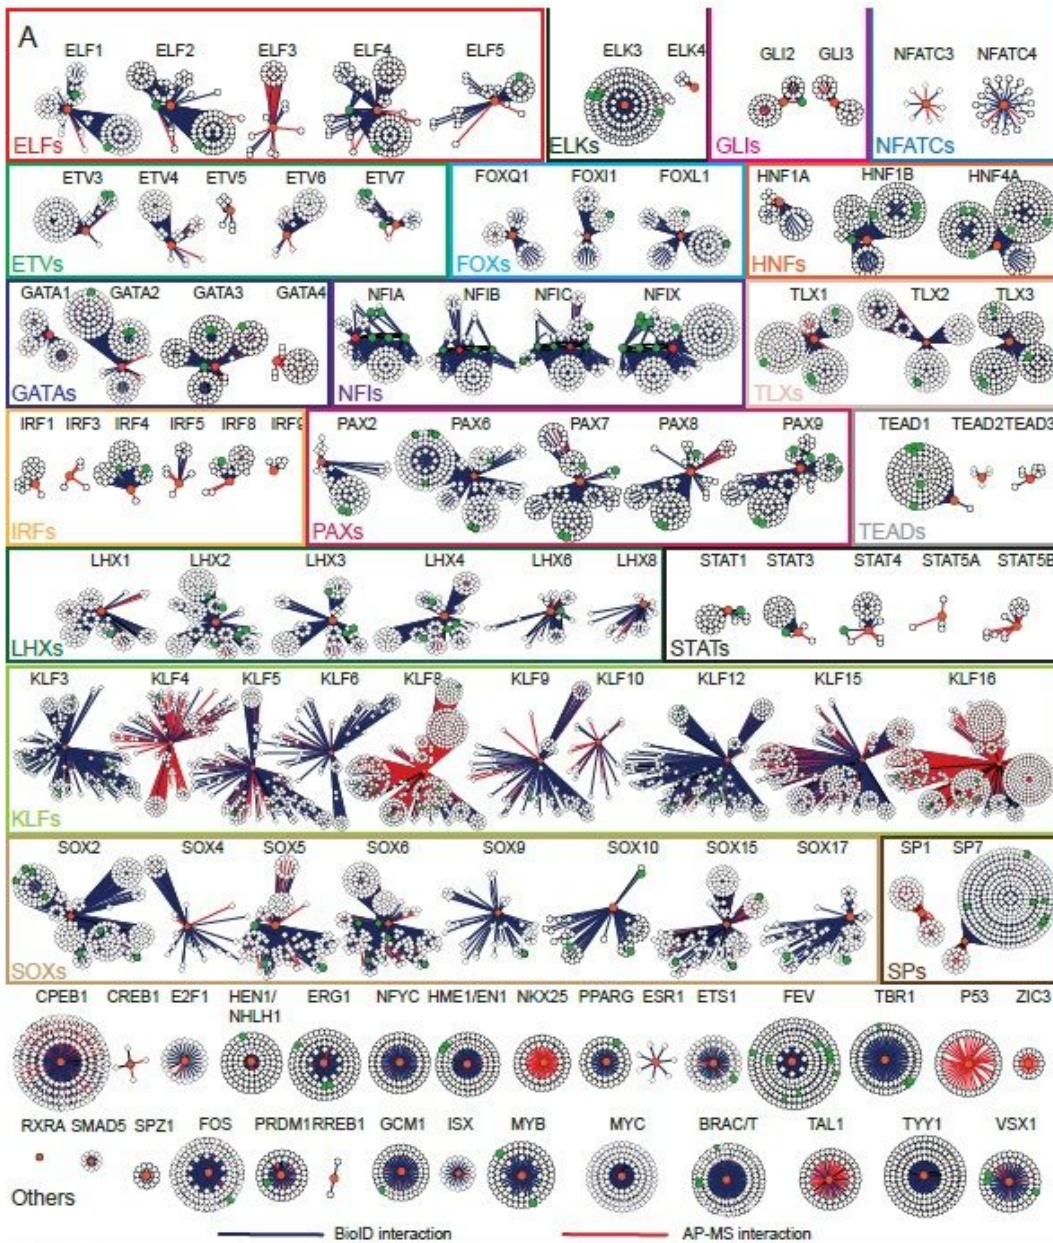 A
ELF1 ELF2 ELF3 ELF4 ELF5
ELFs
ELK3 ELK4
ELKs
GLI2 GLI3
GLIs
NFATC3 NFATC4
NFATCs
ETV3 ETV4 ETV5 ETV6 ETV7
ETVs
FOXQ1 FOXI1 FOXL1
FOXs
HNF1A HNF1B HNF4A
HNFs
GATA1 GATA2 GATA3 GATA4
GATAs
NFIA NFIB NFIC NFIX
NFIs
TLX1 TLX2 TLX3
TLXs
IRF1 IRF3 IRF4 IRF5 IRF8 IRF9
IRFs
PAX2 PAX6 PAX7 PAX8 PAX9
PAXs
TEAD1 TEAD2 TEAD3
TEADs
LHX1 LHX2 LHX3 LHX4 LHX6 LHX8
LHXs
STAT1 STAT3 STAT4 STAT5A STAT5B
STATs
KLF3 KLF4 KLF5 KLF6 KLF8 KLF9 KLF10 KLF12 KLF15 KLF16
KLFs
SOX2 SOX4 SOX5 SOX6 SOX9 SOX10 SOX15 SOX17
SOXs
SP1 SP7
SPs
CPEB1 CREB1 E2F1 HEN1/ ERG1 NFYC HME1/EN1 NKX25 PPARG ESR1 ETS1 FEV TBR1 P53 ZIC3
NHLH1
RXRA SMAD5 SPZ1 FOS PRDM1 RREB1 GCM1 ISX MYB MYC BRAC/T TAL1 TYY1 VSX1
Others
BioID interaction AP-MS interaction